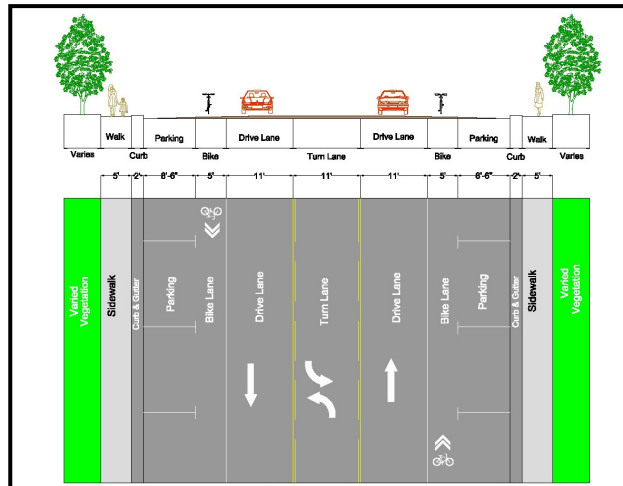 Walk Parking Drive Lane Drive Lane Parking Walk
Varies Curb Bike Turn Lane Bike Curb Varies
5' 2' 8'-6" 5' 11' 11' 11' 5' 8'-6" 2' 5'
Varied
Vegetation
Sidewalk
Curb & Gutter
Parking
Bike Lane
Drive Lane
Turn Lane
Drive Lane
Bike Lane
Parking
Curb & Gutter
Sidewalk
Varied
Vegetation